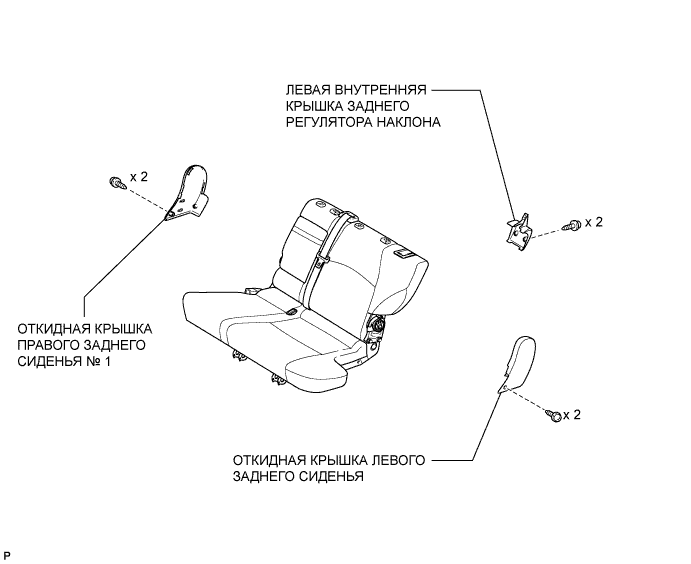 ЛЕВАЯ ВНУТРЕННЯЯ
КРЫШКА ЗАДНЕГО
РЕГУЛЯТОРА НАКЛОНА
x 2
x 2
ОТКИДНАЯ КРЫШКА
ПРАВОГО ЗАДНЕГО
СИДЕНЬЯ № 1
x 2
ОТКИДНАЯ КРЫШКА ЛЕВОГО
ЗАДНЕГО СИДЕНЬЯ
P